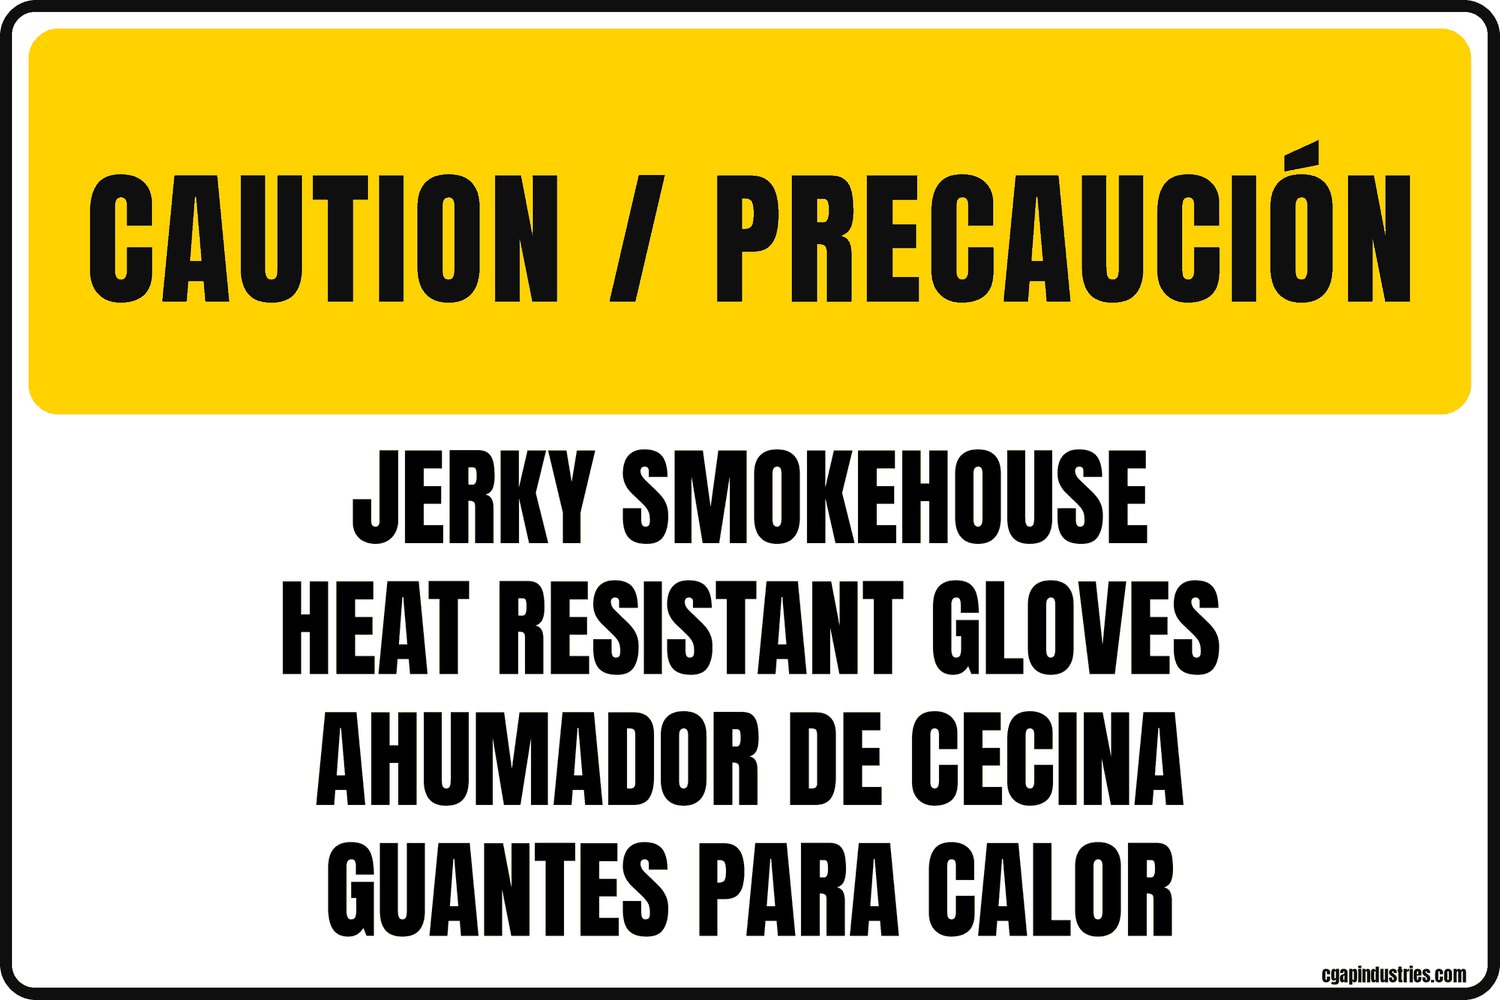 CAUTION / PRECAUCIÓN
JERKY SMOKEHOUSE
HEAT RESISTANT GLOVES
AHUMADOR DE CECINA
GUANTES PARA CALOR
cgapindustries.com